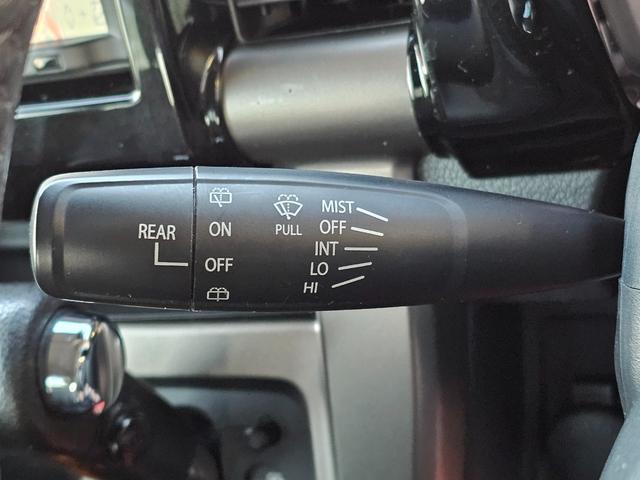 REAR
ON
OFF
PULL
MIST
OFF
INT
LO
HI